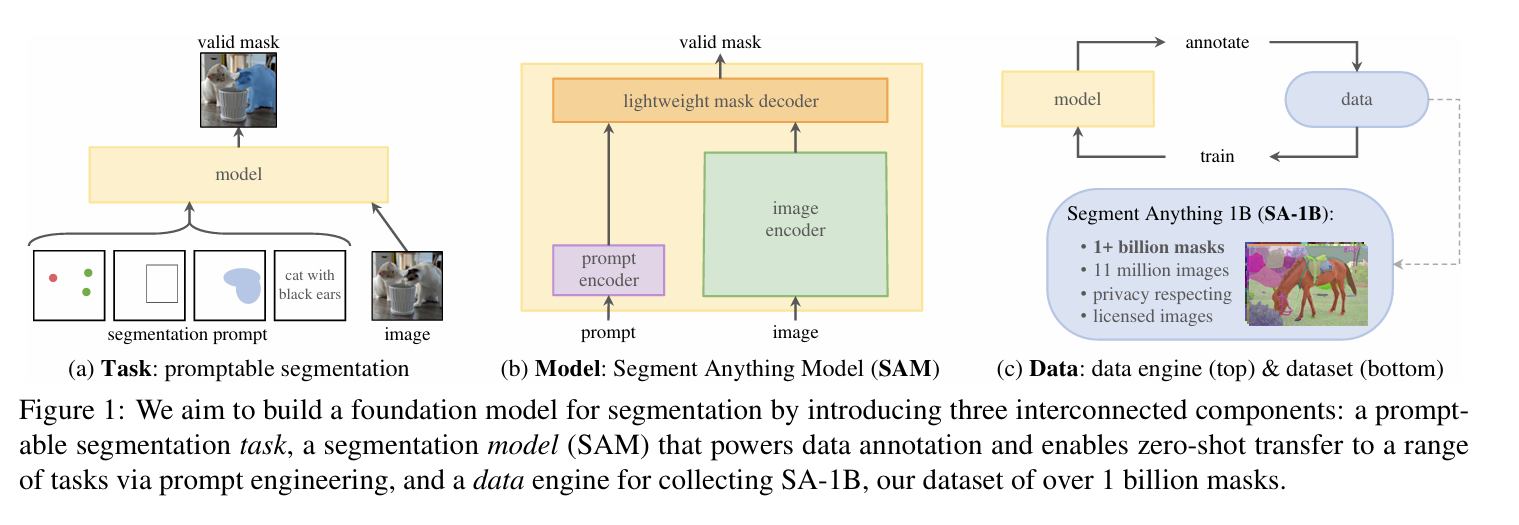 valid mask
model
cat with
black ears
segmentation prompt
image
(a) Task: promptable segmentation
valid mask
lightweight mask decoder
image
encoder
prompt
encoder
prompt
image
(b) Model: Segment Anything Model (SAM)
annotate
model
data
train
Segment Anything 1B (SA-1B):
• 1+ billion masks
• 11 million images
• privacy respecting
• licensed images
(c) Data: data engine (top) & dataset (bottom)
Figure 1: We aim to build a foundation model for segmentation by introducing three interconnected components: a prompt-
able segmentation task, a segmentation model (SAM) that powers data annotation and enables zero-shot transfer to a range
of tasks via prompt engineering, and a data engine for collecting SA-1B, our dataset of over 1 billion masks.